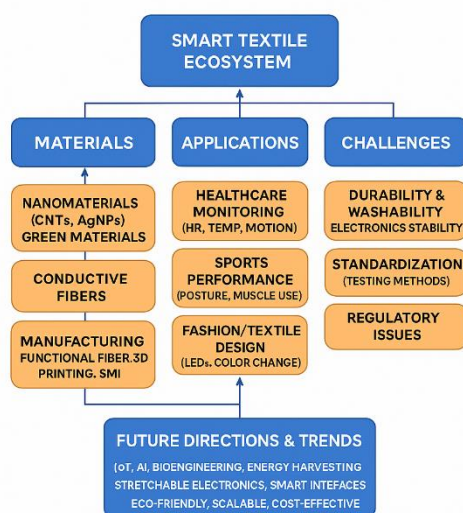 SMART TEXTILE
ECOSYSTEM
MATERIALS
NANOMATERIALS
(CNTs, AgNPs)
GREEN MATERIALS
CONDUCTIVE
FIBERS
MANUFACTURING
FUNCTIONAL FIBER.3D
PRINTING. SMI
APPLICATIONS
HEALTHCARE
MONITORING
(HR, TEMP, MOTION)
SPORTS
PERFORMANCE
(POSTURE, MUSCLE USE)
FASHION/TEXTILE
DESIGN
(LEDs. COLOR CHANGE)
CHALLENGES
DURABILITY &
WASHABILITY
ELECTRONICS STABILITY
STANDARDIZATION
(TESTING METHODS)
REGULATORY
ISSUES
FUTURE DIRECTIONS & TRENDS
(oT, AI, BIOENGINEERING, ENERGY HARVESTING
STRETCHABLE ELECTRONICS, SMART INTEFACES
ECO-FRIENDLY, SCALABLE, COST-EFFECTIVE